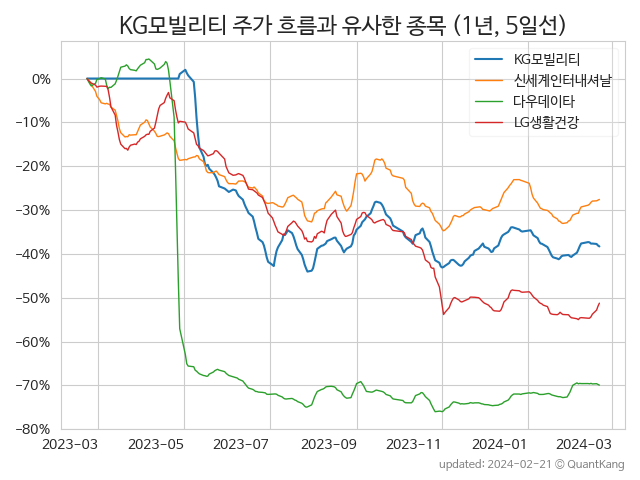 KG모빌리티 주가 흐름과 유사한 종목 (1년, 5일선)
KG모빌리티
신세계인터내셔날
다우데이타
LG생활건강
0%
−10%
−20%
−30%
−40%
−50%
−60%
−70%
−80%
2023-03 2023-05 2023-07 2023-09 2023-11 2024-01 2024-03
updated: 2024-02-21 © QuantKang